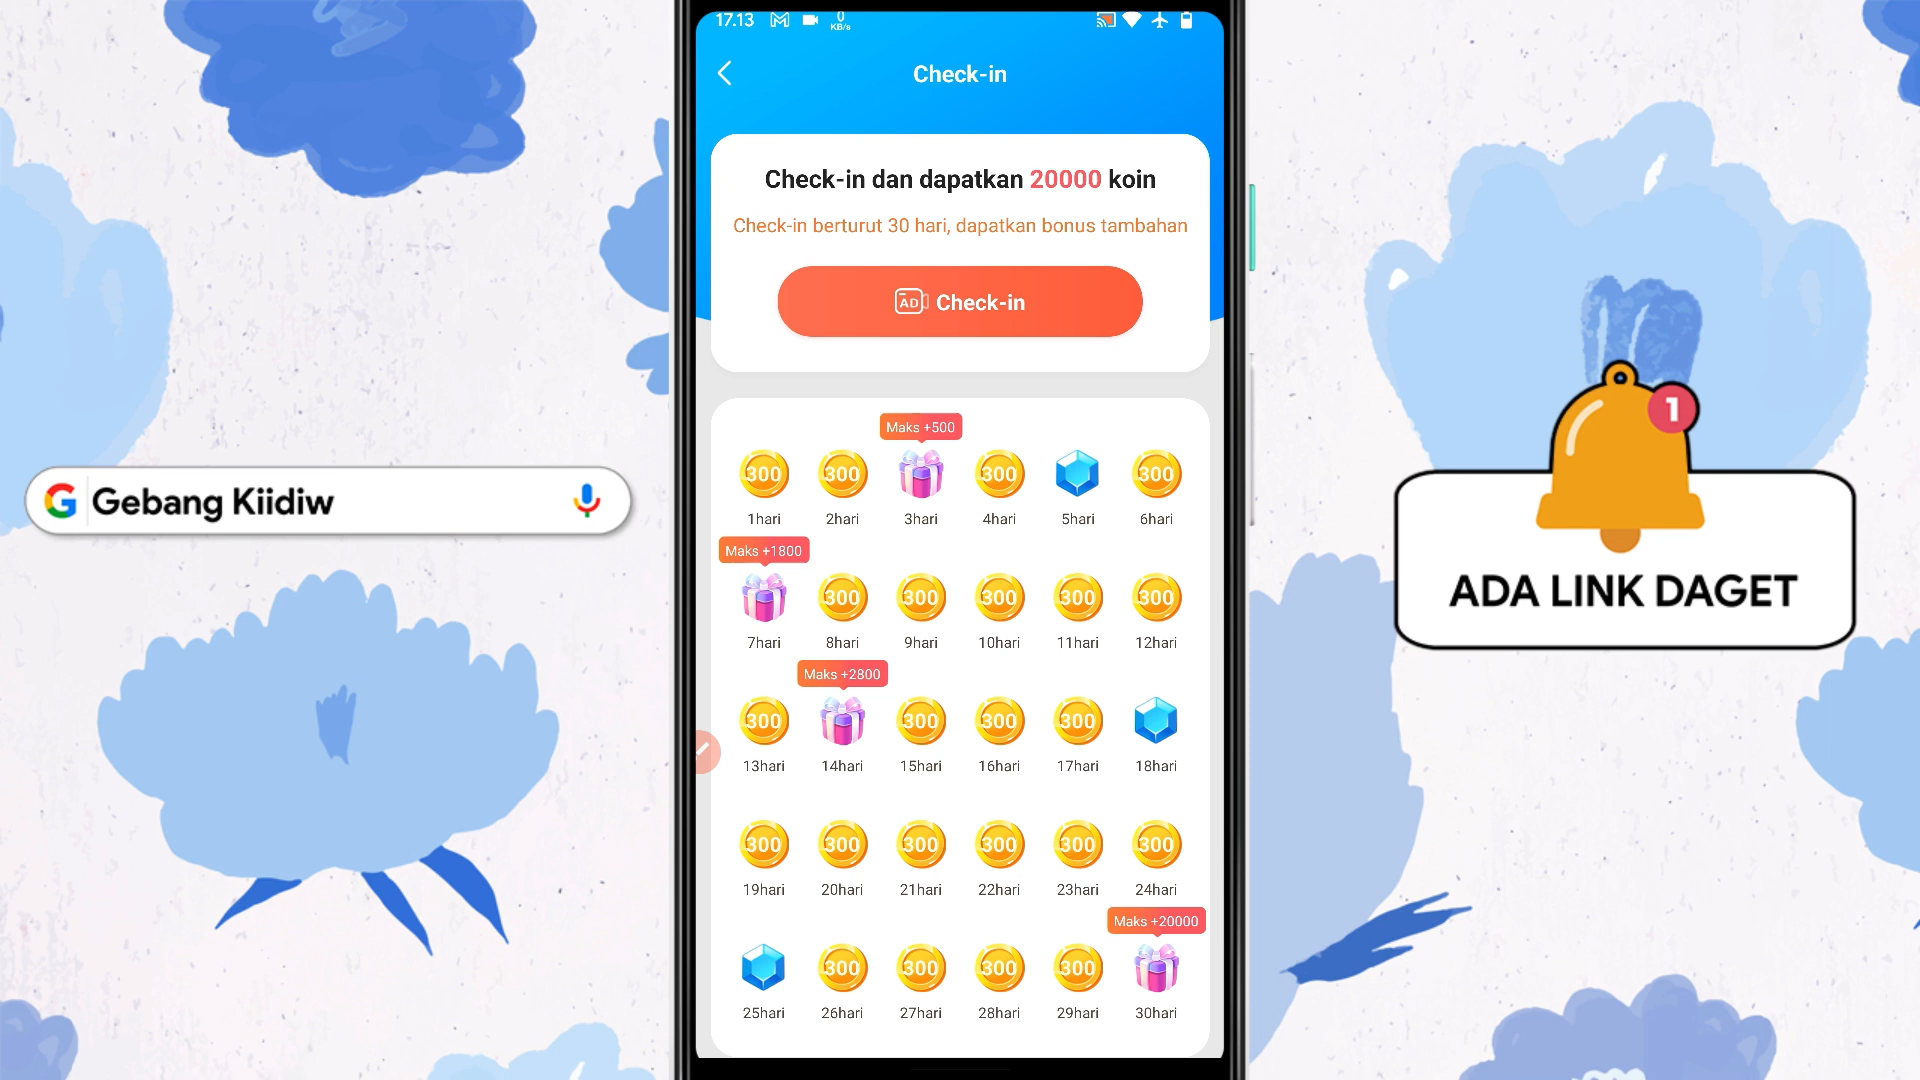 17.13
0
KB/s
Check-in
Check-in dan dapatkan 20000 koin
Check-in berturut 30 hari, dapatkan bonus tambahan
AD Check-in
Maks +500
300 300 300 300
1hari 2hari 3hari 4hari 5hari 6hari
Maks +1800
300 300 300 300 300
7hari 8hari 9hari 10hari 11hari 12hari
Maks +2800
300 300 300 300
13hari 14hari 15hari 16hari 17hari 18hari
300 300 300 300 300 300
19hari 20hari 21hari 22hari 23hari 24hari
Maks +20000
300 300 300 300
25hari 26hari 27hari 28hari 29hari 30hari
G Gebang Kiidiw
1
ADA LINK DAGET